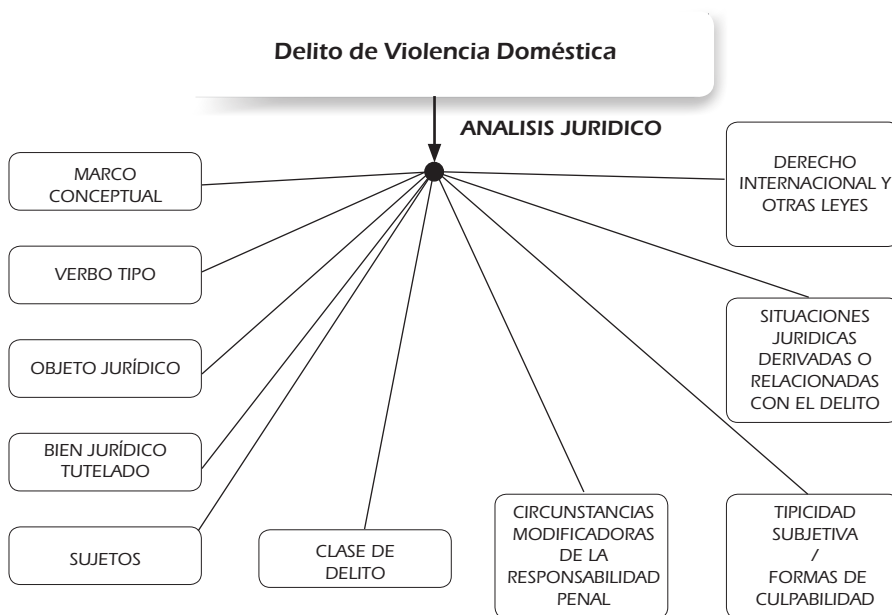 Delito de Violencia Doméstica
ANALISIS JURIDICO
MARCO
CONCEPTUAL
VERBO TIPO
OBJETO JURÍDICO
BIEN JURÍDICO
TUTELADO
SUJETOS
CLASE DE
DELITO
CIRCUNSTANCIAS
MODIFICADORAS
DE LA
RESPONSABILIDAD
PENAL
TIPICIDAD
SUBJETIVA
/
FORMAS DE
CULPABILIDAD
SITUACIONES
JURIDICAS
DERIVADAS O
RELACIONADAS
CON EL DELITO
DERECHO
INTERNACIONAL Y
OTRAS LEYES